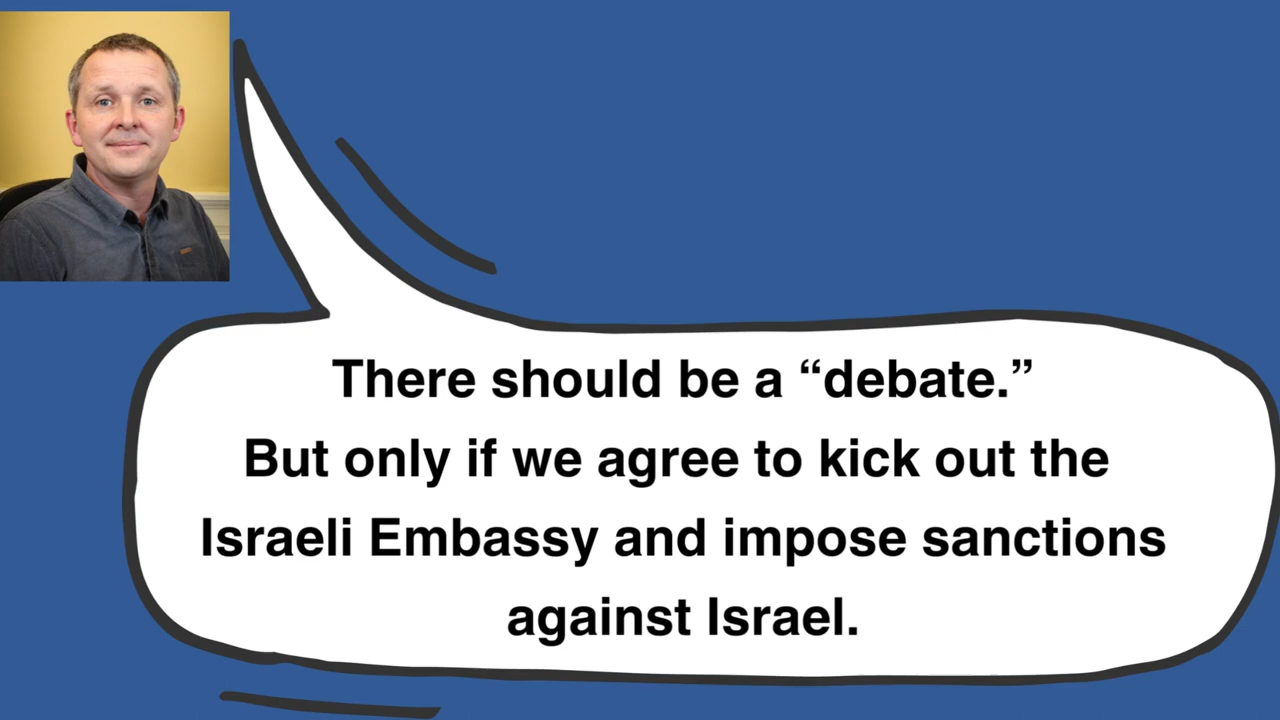 There should be a “debate.”
But only if we agree to kick out the
Israeli Embassy and impose sanctions
against Israel.